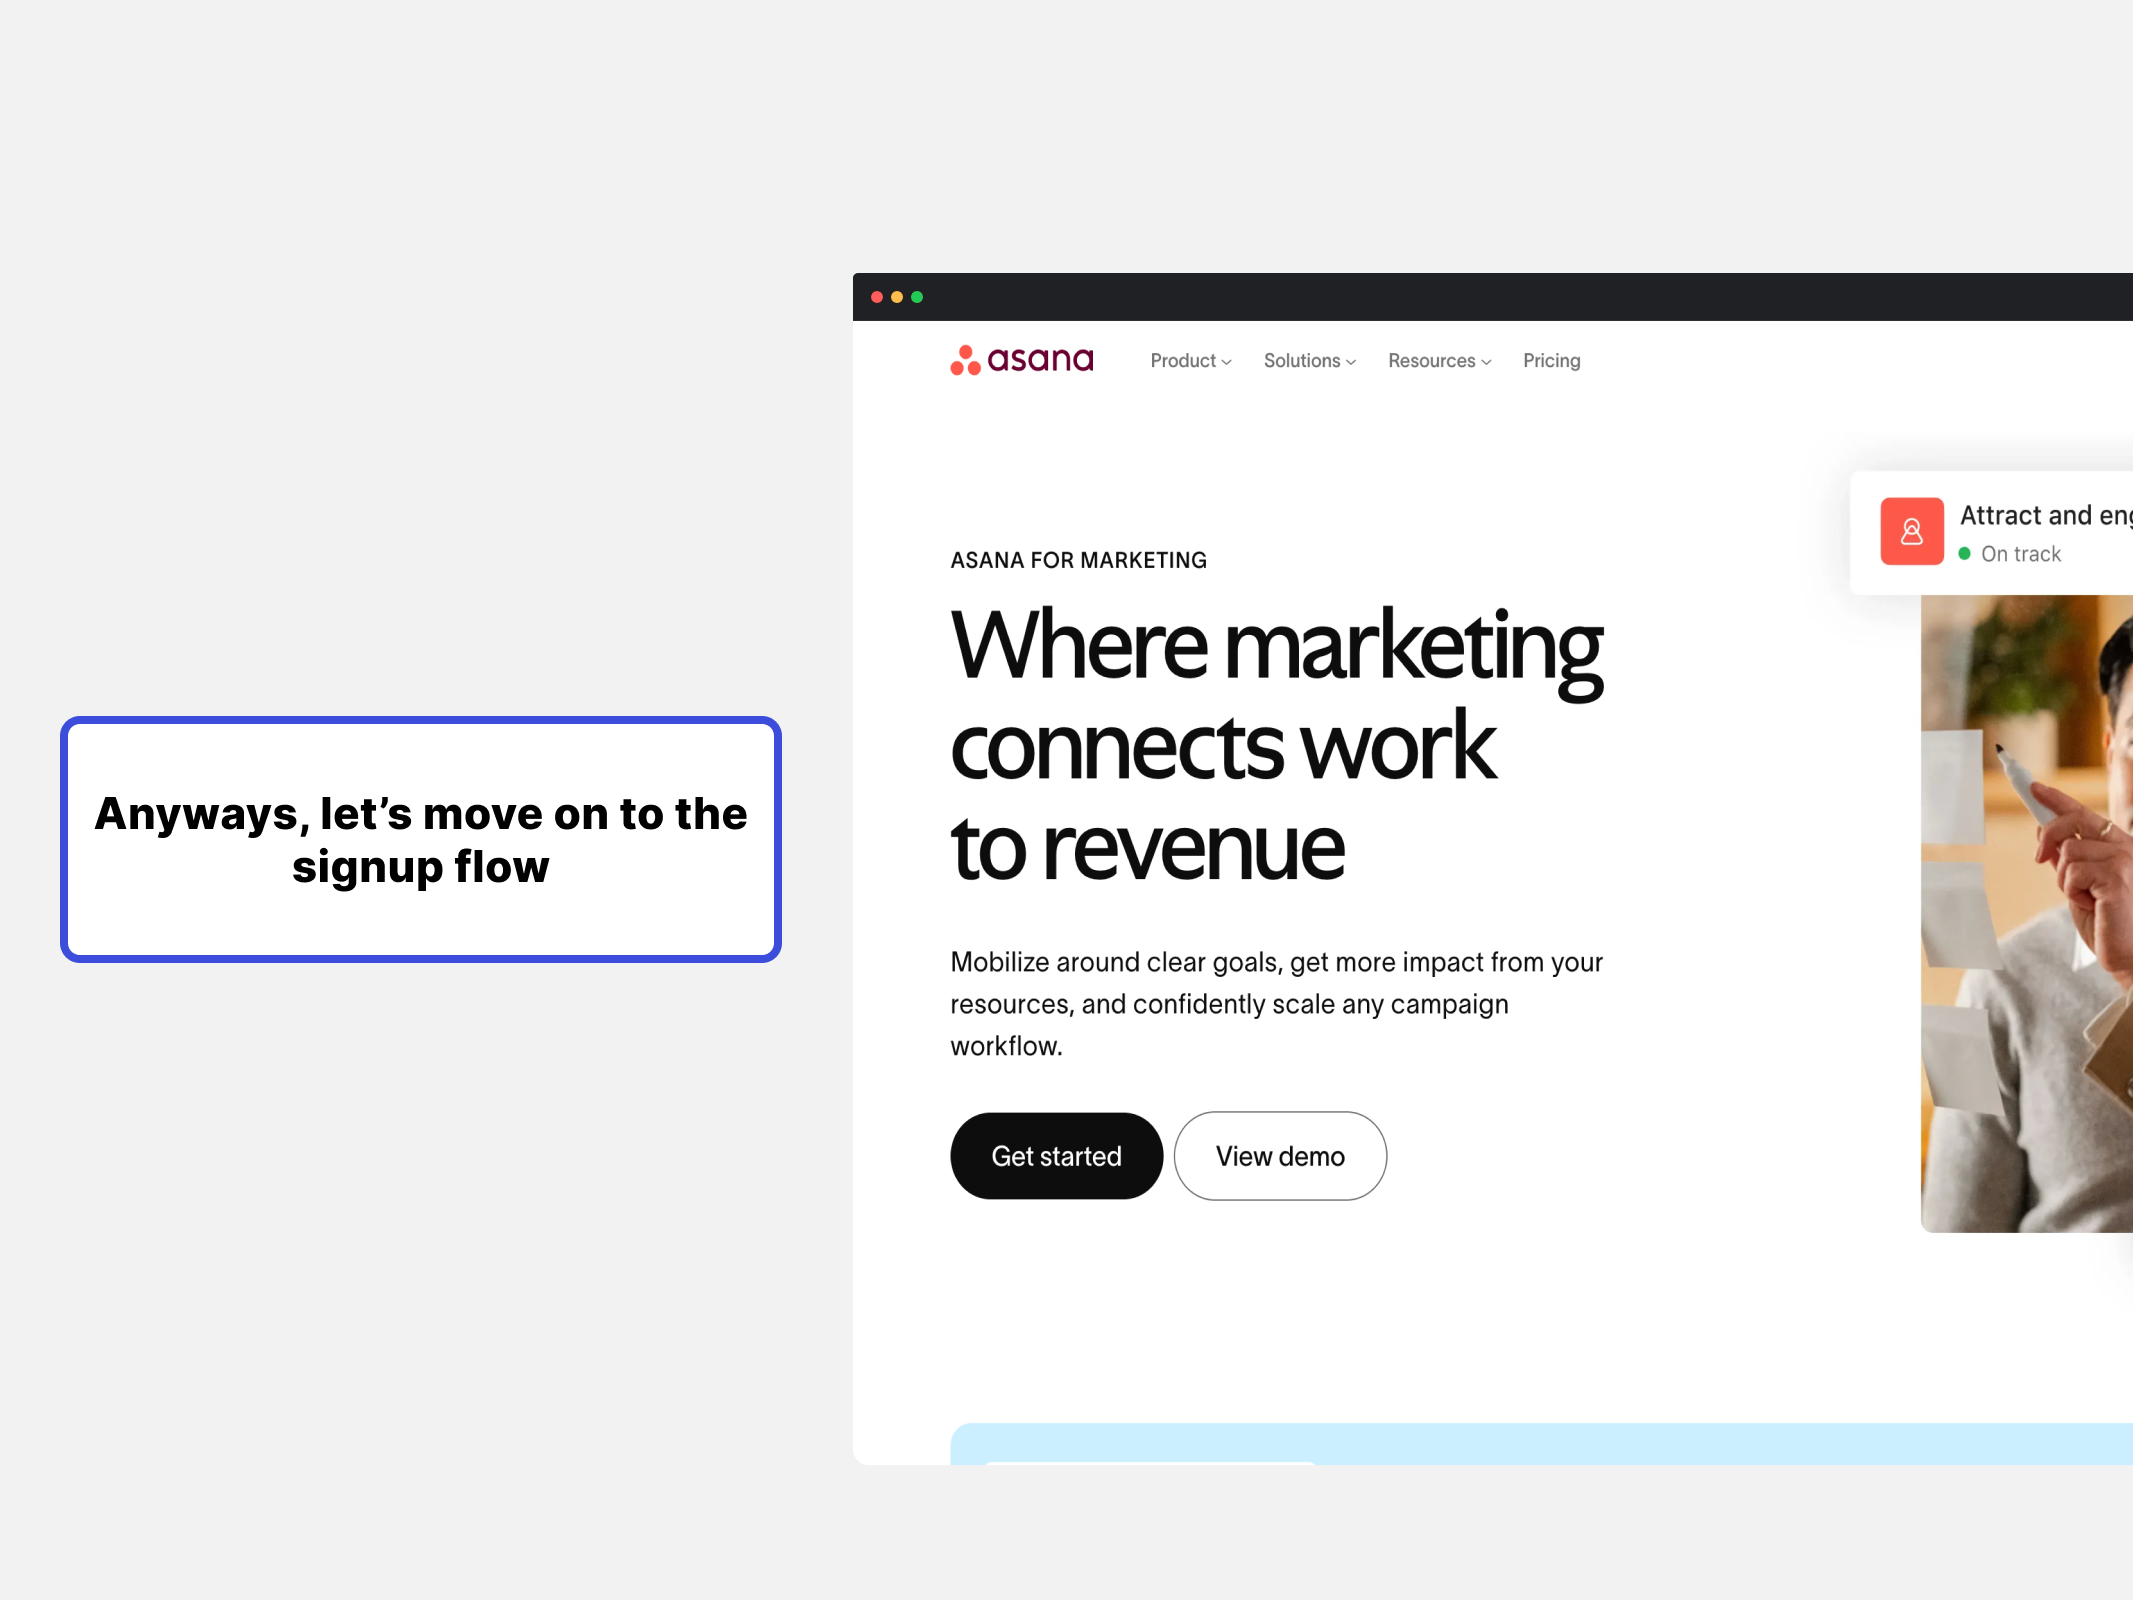 Anyways, let’s move on to the
signup flow
asana
Product
Solutions
Resources
Pricing
ASANA FOR MARKETING
Where marketing
connects work
to revenue
Mobilize around clear goals, get more impact from your
resources, and confidently scale any campaign
workflow.
Get started
View demo
Attract and
On track